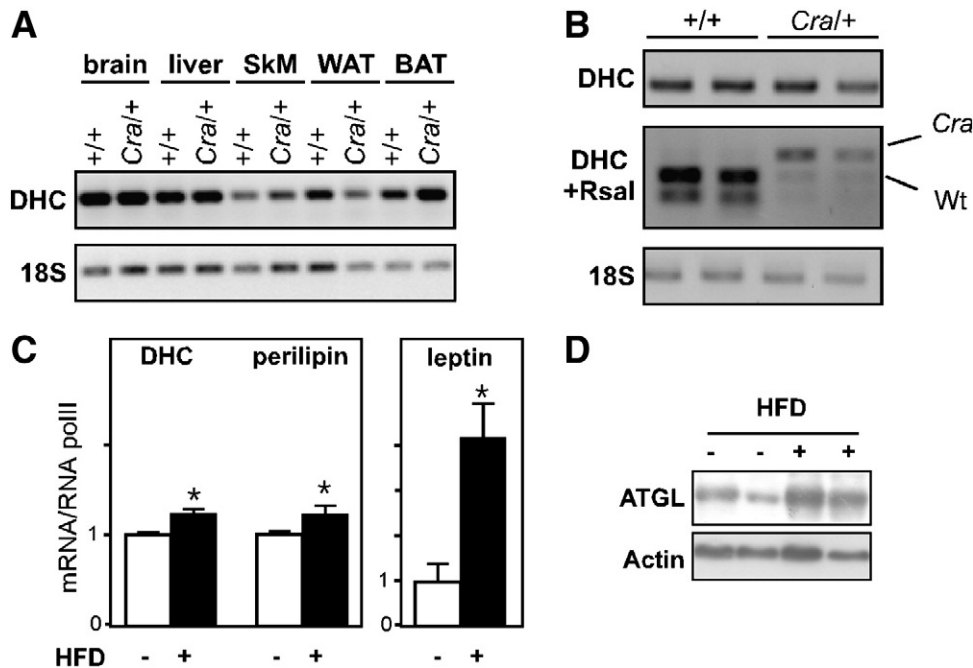 A
brain liver SkM WAT BAT
+/+ Cra/+ +/+ Cra/+ +/+ Cra/+ +/+ Cra/+ +/+ Cra/+
DHC
18S
B
+/+ Cra/+
DHC
DHC
+RsaI
Cra
Wt
18S
C
mRNA/RNA polII
DHC perilipin leptin
* * *
1 1
0 0
HFD - + - + - +
D
HFD
- - + +
ATGL
Actin